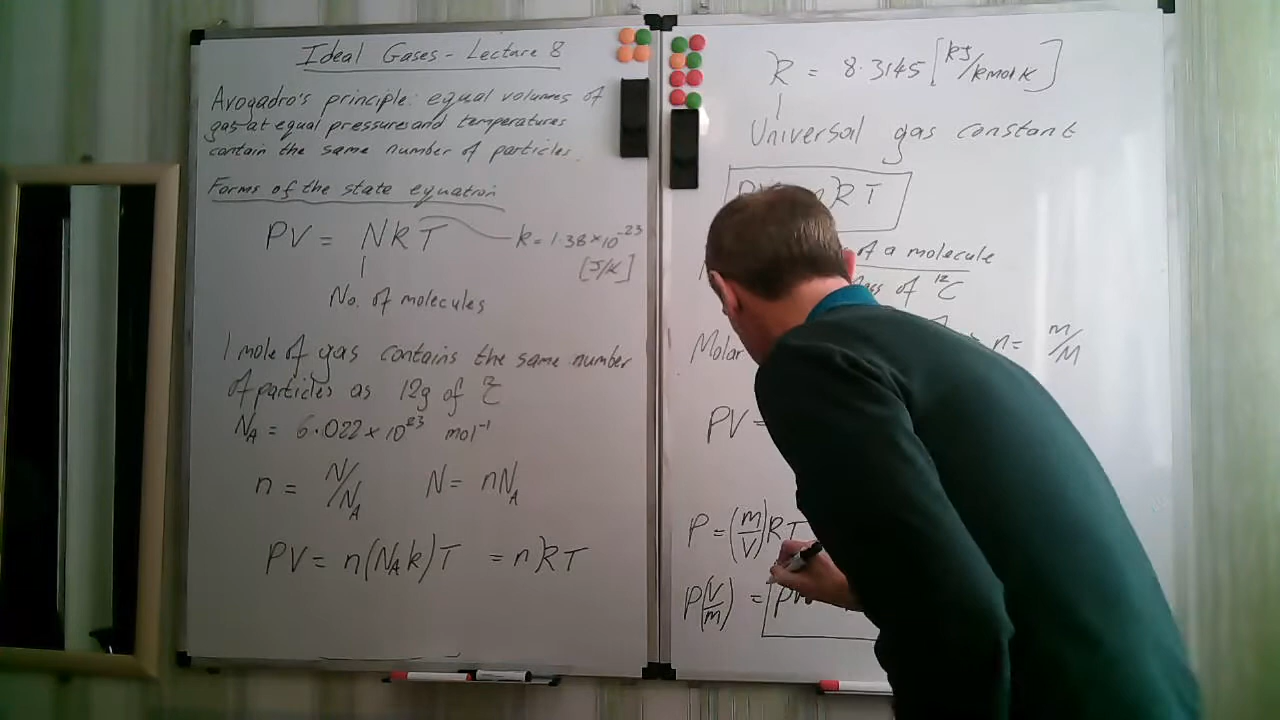 Ideal Gases - Lecture 8
Avogadro's principle: equal volumes of
gas at equal pressure and temperatures
contain the same number of particles.
Forms of the state equation
PV = NkT
k = 1.38 × 10⁻²³
[J/K]
No. of molecules
1 mole of gas contains the same number
of particles as 12g of
N_A = 6.022 × 10²³ mol⁻¹
n = N/N_A N = nN_A
PV = n(N_A k)T = nRT
R = 8.3145 [kJ/kmol K]
Universal gas constant
RT
of a molecule
of ¹²C
Molar
n = m/M
PV =
P = (m/V)RT
P(V/m) =